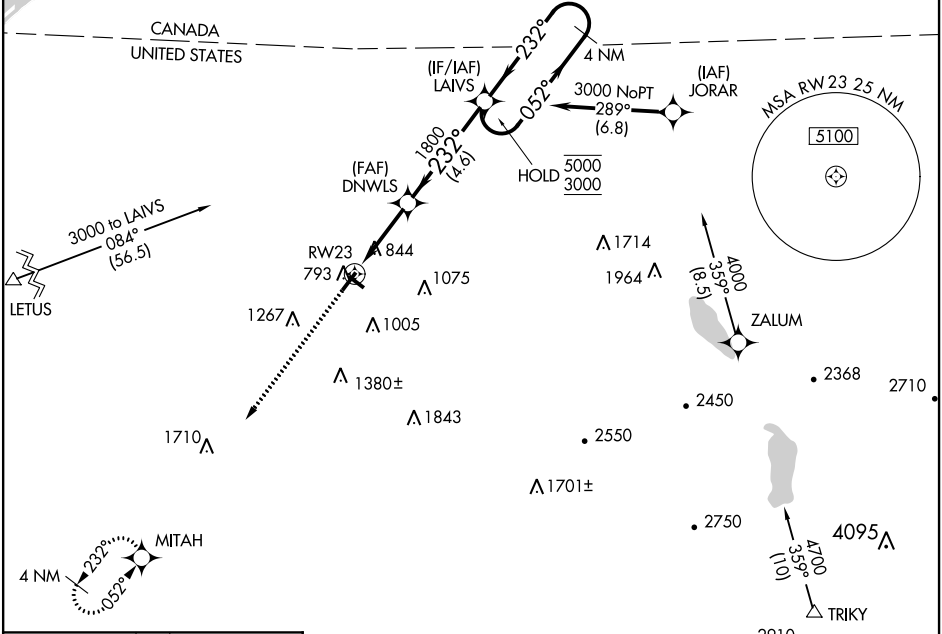 CANADA
UNITED STATES
232°
052°
4 NM
(IF/IAF)
LAIVS
3000 NoPT
289°
(6.8)
(IAF)
JORAR
MSA RW23 25 NM
5100
HOLD 5000
3000
1800
232°
(4.6)
(FAF)
DNWLS
3000 to LAIVS
084°
(56.5)
LETUS
RW23
844
793
1075
1714
1964
4000
359°
(8.5)
ZALUM
1267
1005
1380±
1843
2368
2710
2450
2550
1710
1701±
2750
4095
MITAH
232°
052°
4 NM
4700
359°
(10)
TRIKY